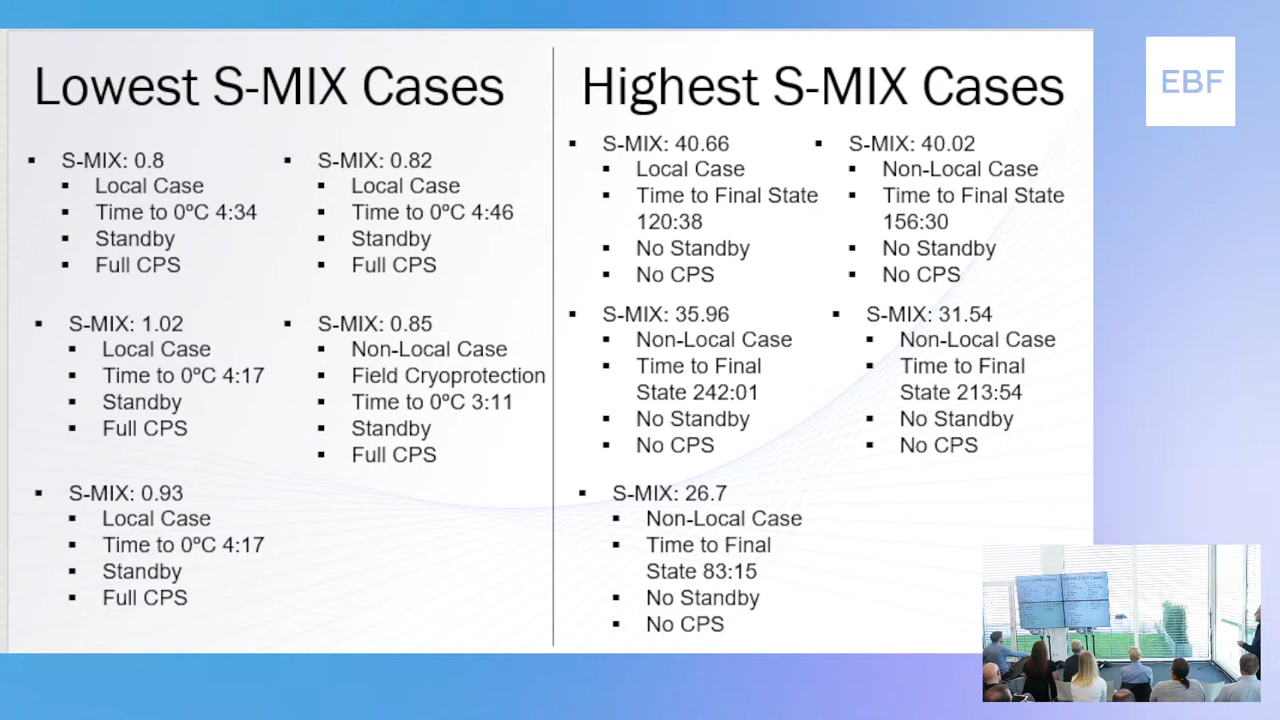 Lowest S-MIX Cases
▪ S-MIX: 0.8
▪ Local Case
▪ Time to 0ºC 4:34
▪ Standby
▪ Full CPS
▪ S-MIX: 0.82
▪ Local Case
▪ Time to 0ºC 4:46
▪ Standby
▪ Full CPS
▪ S-MIX: 1.02
▪ Local Case
▪ Time to 0ºC 4:17
▪ Standby
▪ Full CPS
▪ S-MIX: 0.85
▪ Non-Local Case
▪ Field Cryoprotection
▪ Time to 0ºC 3:11
▪ Standby
▪ Full CPS
▪ S-MIX: 0.93
▪ Local Case
▪ Time to 0ºC 4:17
▪ Standby
▪ Full CPS
Highest S-MIX Cases
▪ S-MIX: 40.66
▪ Local Case
▪ Time to Final State
120:38
▪ No Standby
▪ No CPS
▪ S-MIX: 40.02
▪ Non-Local Case
▪ Time to Final State
156:30
▪ No Standby
▪ No CPS
▪ S-MIX: 35.96
▪ Non-Local Case
▪ Time to Final
State 242:01
▪ No Standby
▪ No CPS
▪ S-MIX: 31.54
▪ Non-Local Case
▪ Time to Final
State 213:54
▪ No Standby
▪ No CPS
▪ S-MIX: 26.7
▪ Non-Local Case
▪ Time to Final
State 83:15
▪ No Standby
▪ No CPS
EBF